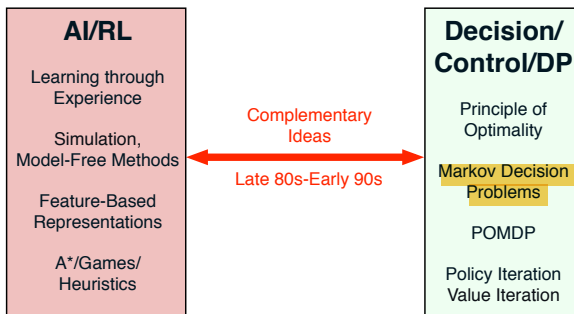 AI/RL
Learning through
Experience
Simulation,
Model-Free Methods
Feature-Based
Representations
A*/Games/
Heuristics
Complementary
Ideas
Late 80s-Early 90s
Decision/
Control/DP
Principle of
Optimality
Markov Decision
Problems
POMDP
Policy Iteration
Value Iteration